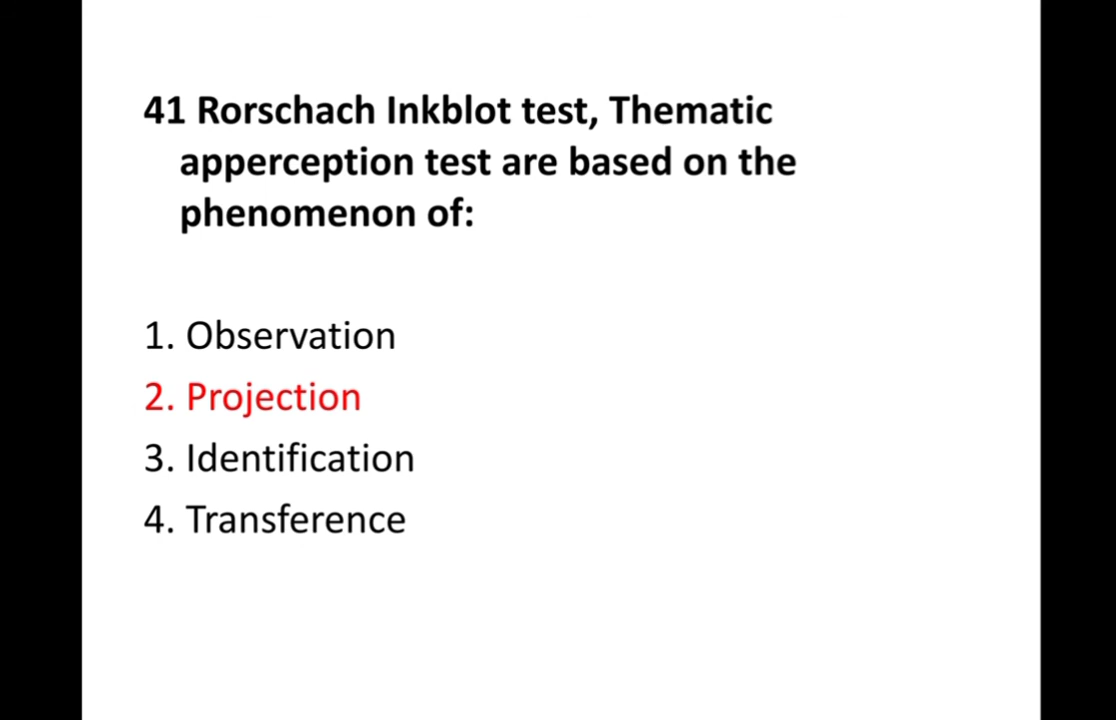 41 Rorschach Inkblot test, Thematic
apperception test are based on the
phenomenon of:
1. Observation
2. Projection
3. Identification
4. Transference